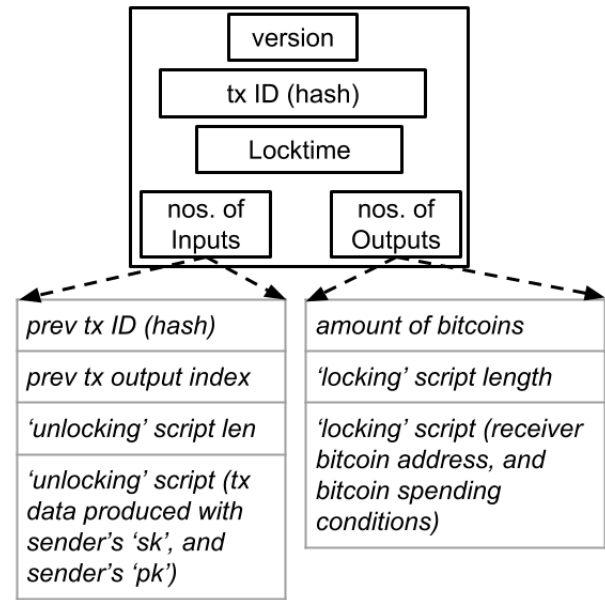 version
tx ID (hash)
Locktime
nos. of
Inputs
nos. of
Outputs
prev tx ID (hash)
prev tx output index
‘unlocking’ script len
‘unlocking’ script (tx
data produced with
sender’s ‘sk’, and
sender’s ‘pk’)
amount of bitcoins
‘locking’ script length
‘locking’ script (receiver
bitcoin address, and
bitcoin spending
conditions)